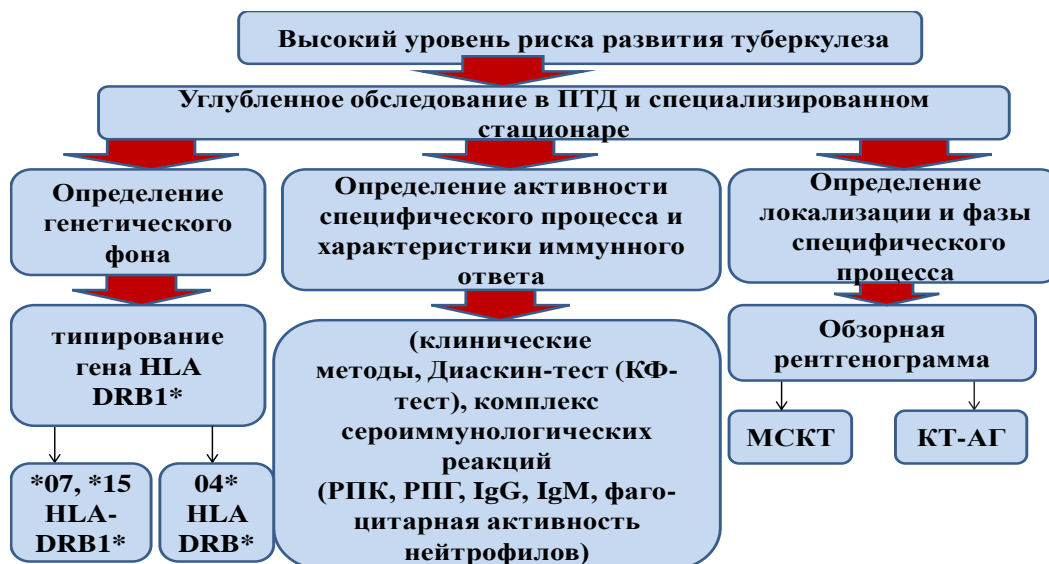 Высокий уровень риска развития туберкулеза
Углубленное обследование в ПТД и специализированном
стационаре
Определение
генетического
фона
Определение активности
специфического процесса и
характеристики иммунного
ответа
Определение
локализации и фазы
специфического
процесса
типирование
гена HLA
DRB1*
(клинические
методы, Диаскин-тест (КФ-
тест), комплекс
сероиммунологических
реакций
(РПК, РПГ, IgG, IgM, фаго-
цитарная активность
нейтрофилов)
Обзорная
рентгенограмма
МСКТ
КТ-АГ
*07, *15
HLA-
DRB1*
04*
HLA
DRB*